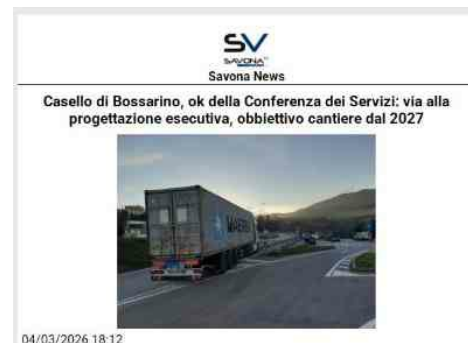 SV
SAVONA
Savona News
Casello di Bossarino, ok della Conferenza dei Servizi: via alla
progettazione esecutiva, obbiettivo cantiere dal 2027
MAERSK
04/03/2026 18:12